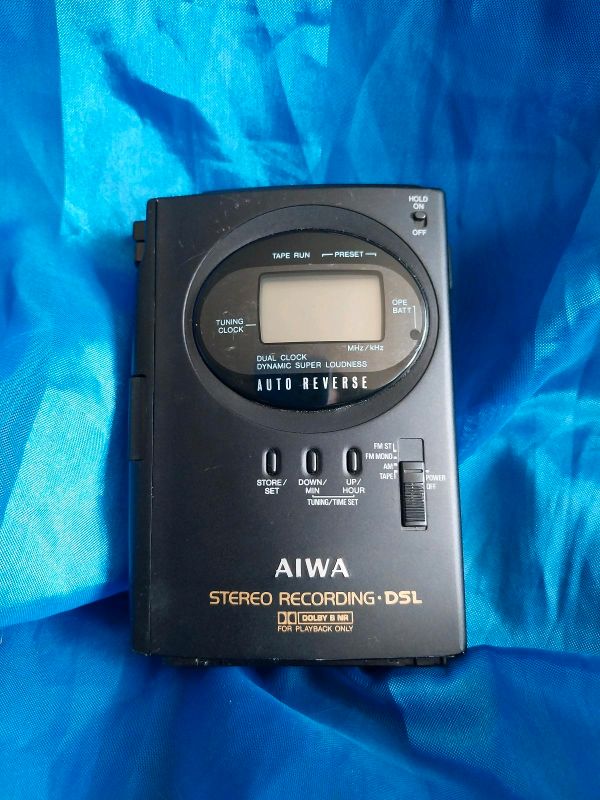 HOLD
ON
OFF
TAPE RUN
PRESET
OPE
BATT
TUNING
CLOCK
MHz/kHz
DUAL CLOCK
DYNAMIC SUPER LOUDNESS
AUTO REVERSE
FM ST
FM MONO
AM
TAPE
POWER
OFF
STORE/
SET
DOWN/
MIN
UP/
HOUR
TUNING/TIME SET
AIWA
STEREO RECORDING·DSL
DOLBY B NR
FOR PLAYBACK ONLY